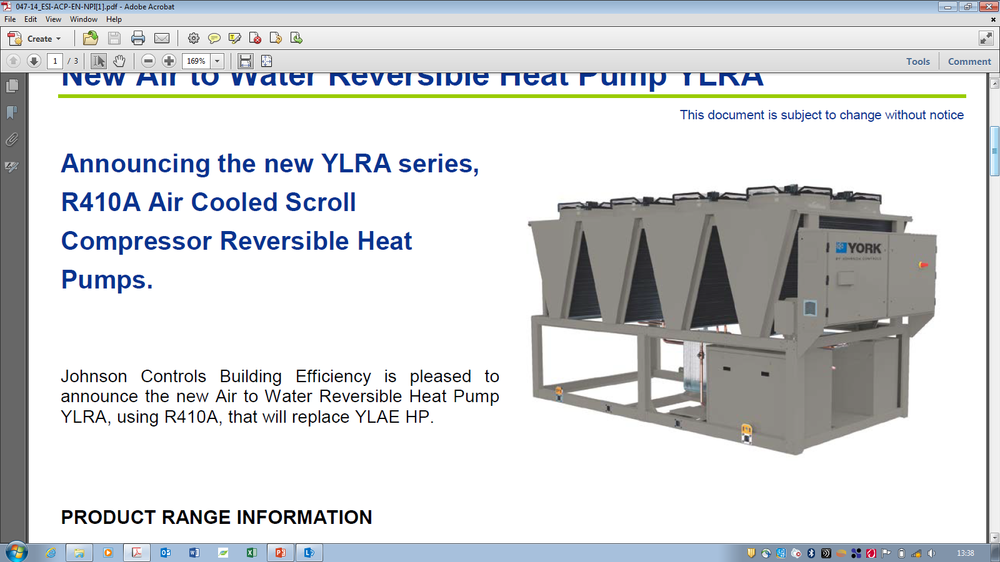 047-14_ESI-ACP-EN-NPI[1].pdf - Adobe Acrobat
File Edit View Window Help
Create
1 / 3 169% Tools Comment
New Air to Water Reversible Heat Pump YLRA
This document is subject to change without notice
Announcing the new YLRA series,
R410A Air Cooled Scroll
Compressor Reversible Heat
Pumps.
YORK
BY JOHNSON CONTROLS
Johnson Controls Building Efficiency is pleased to
announce the new Air to Water Reversible Heat Pump
YLRA, using R410A, that will replace YLAE HP.
PRODUCT RANGE INFORMATION
13:38